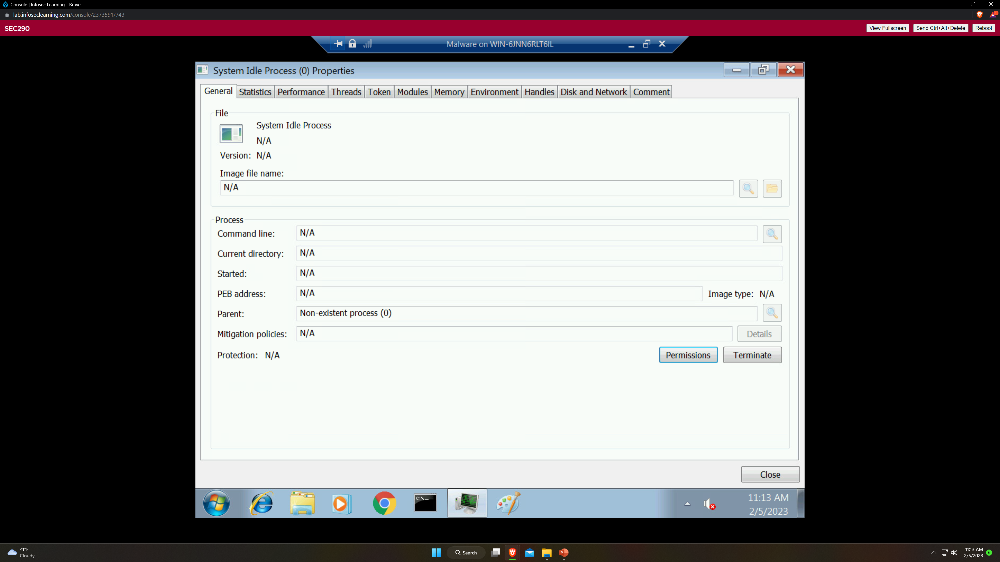 Console | Infosec Learning - Brave
lab.infoseclearning.com/console/2373591/743
1
SEC290
View Fullscreen
Send Ctrl+Alt+Delete
Reboot
Malware on WIN-6JNN6RLT6IL
System Idle Process (0) Properties
General Statistics Performance Threads Token Modules Memory Environment Handles Disk and Network Comment
File
System Idle Process
N/A
Version: N/A
Image file name:
N/A
Process
Command line: N/A
Current directory: N/A
Started: N/A
PEB address: N/A Image type: N/A
Parent: Non-existent process (0)
Mitigation policies: N/A Details
Protection: N/A Permissions Terminate
Close
C:\_
11:13 AM
2/5/2023
41°F
Cloudy
Search
P
11:13 AM
2/5/2023
6